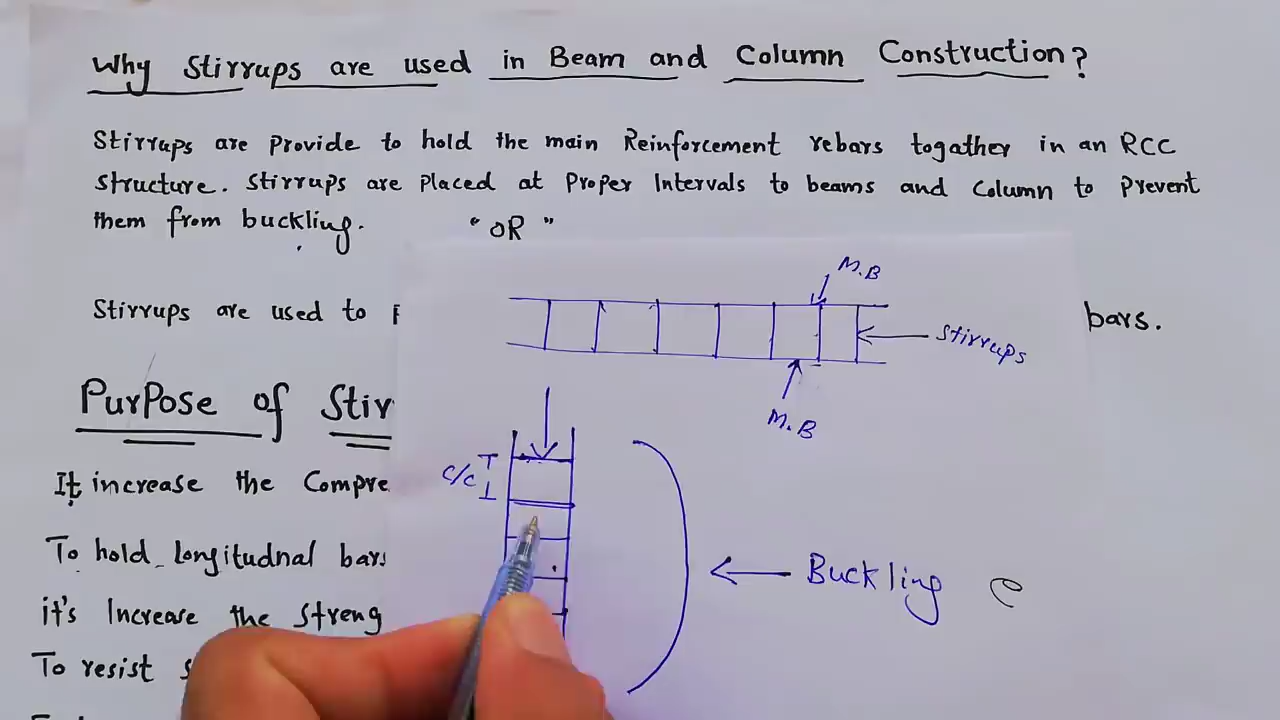 Why Stirrups are used in Beam and Column Construction?
Stirrups are Provide to hold the main Reinforcement rebars togather in an RCC
Structure. Stirrups are Placed at Proper Intervals to beams and Column to Prevent
them from buckling. "OR"
M.B
Stirrups are used to bars.
Stirrups
Purpose of Stir
M.B
C/C
It increase the Compre
To hold longitudnal bars
Buckling
it's Increase the Streng
To resist